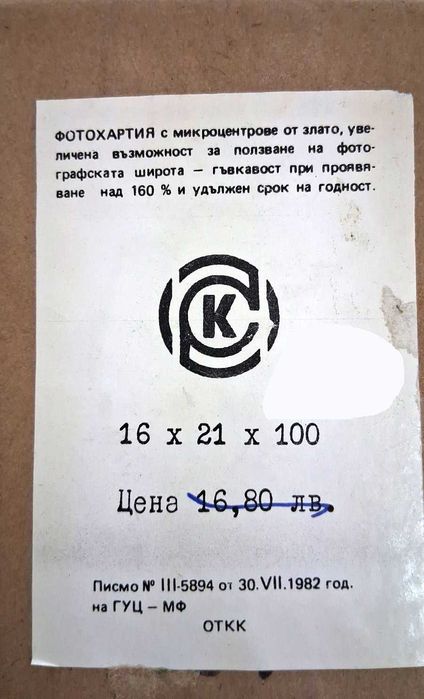 ФОТОХАРТИЯ с микроцентрове от злато, уве-
личена възможност за ползване на фото-
графската широта — гъвкавост при проявя-
ване над 160 % и удължен срок на годност.
К
16 x 21 x 100
Цена 16,80 лв.
Писмо № III-5894 от 30.VII.1982 год.
на ГУЦ — МФ
ОТКК